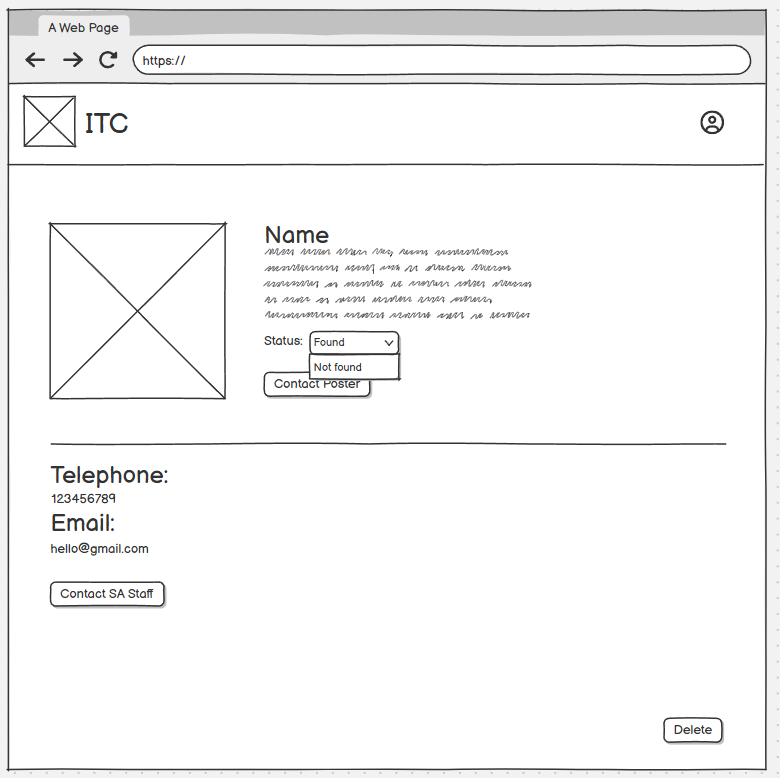 A Web Page
https://
ITC
Name
Status: Found
Not found
Contact Poster
Telephone:
123456789
Email:
hello@gmail.com
Contact SA Staff
Delete